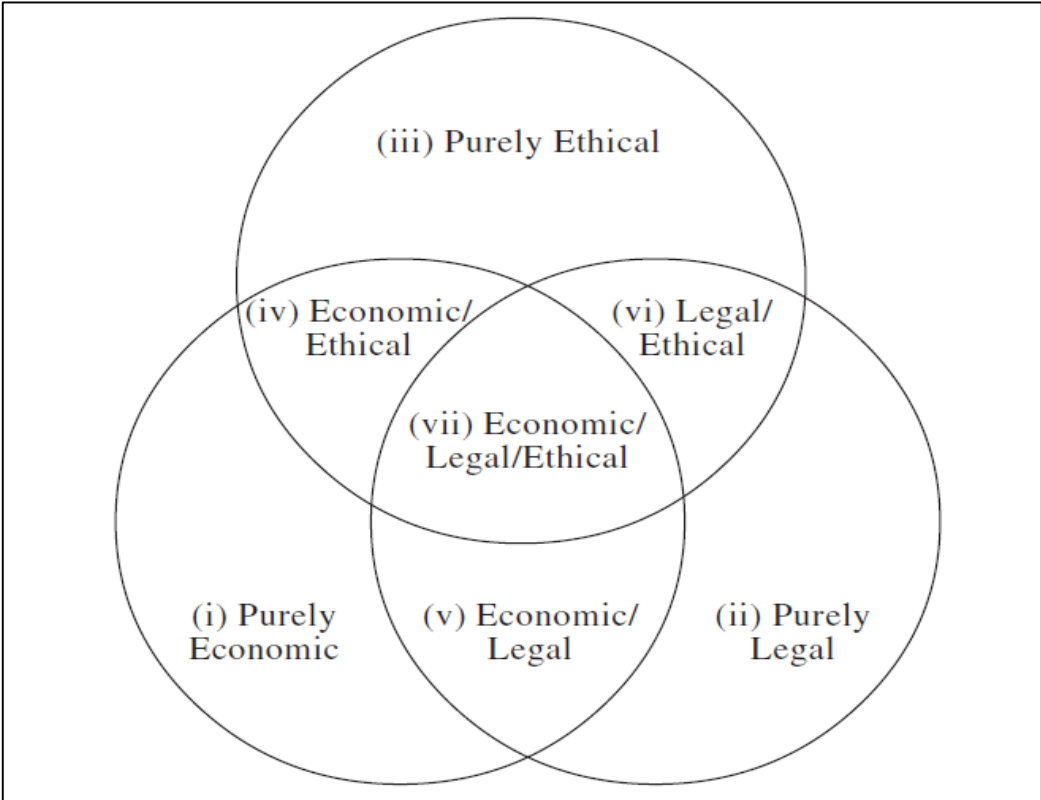 (iii) Purely Ethical
(iv) Economic/
Ethical
(vi) Legal/
Ethical
(vii) Economic/
Legal/Ethical
(i) Purely
Economic
(v) Economic/
Legal
(ii) Purely
Legal